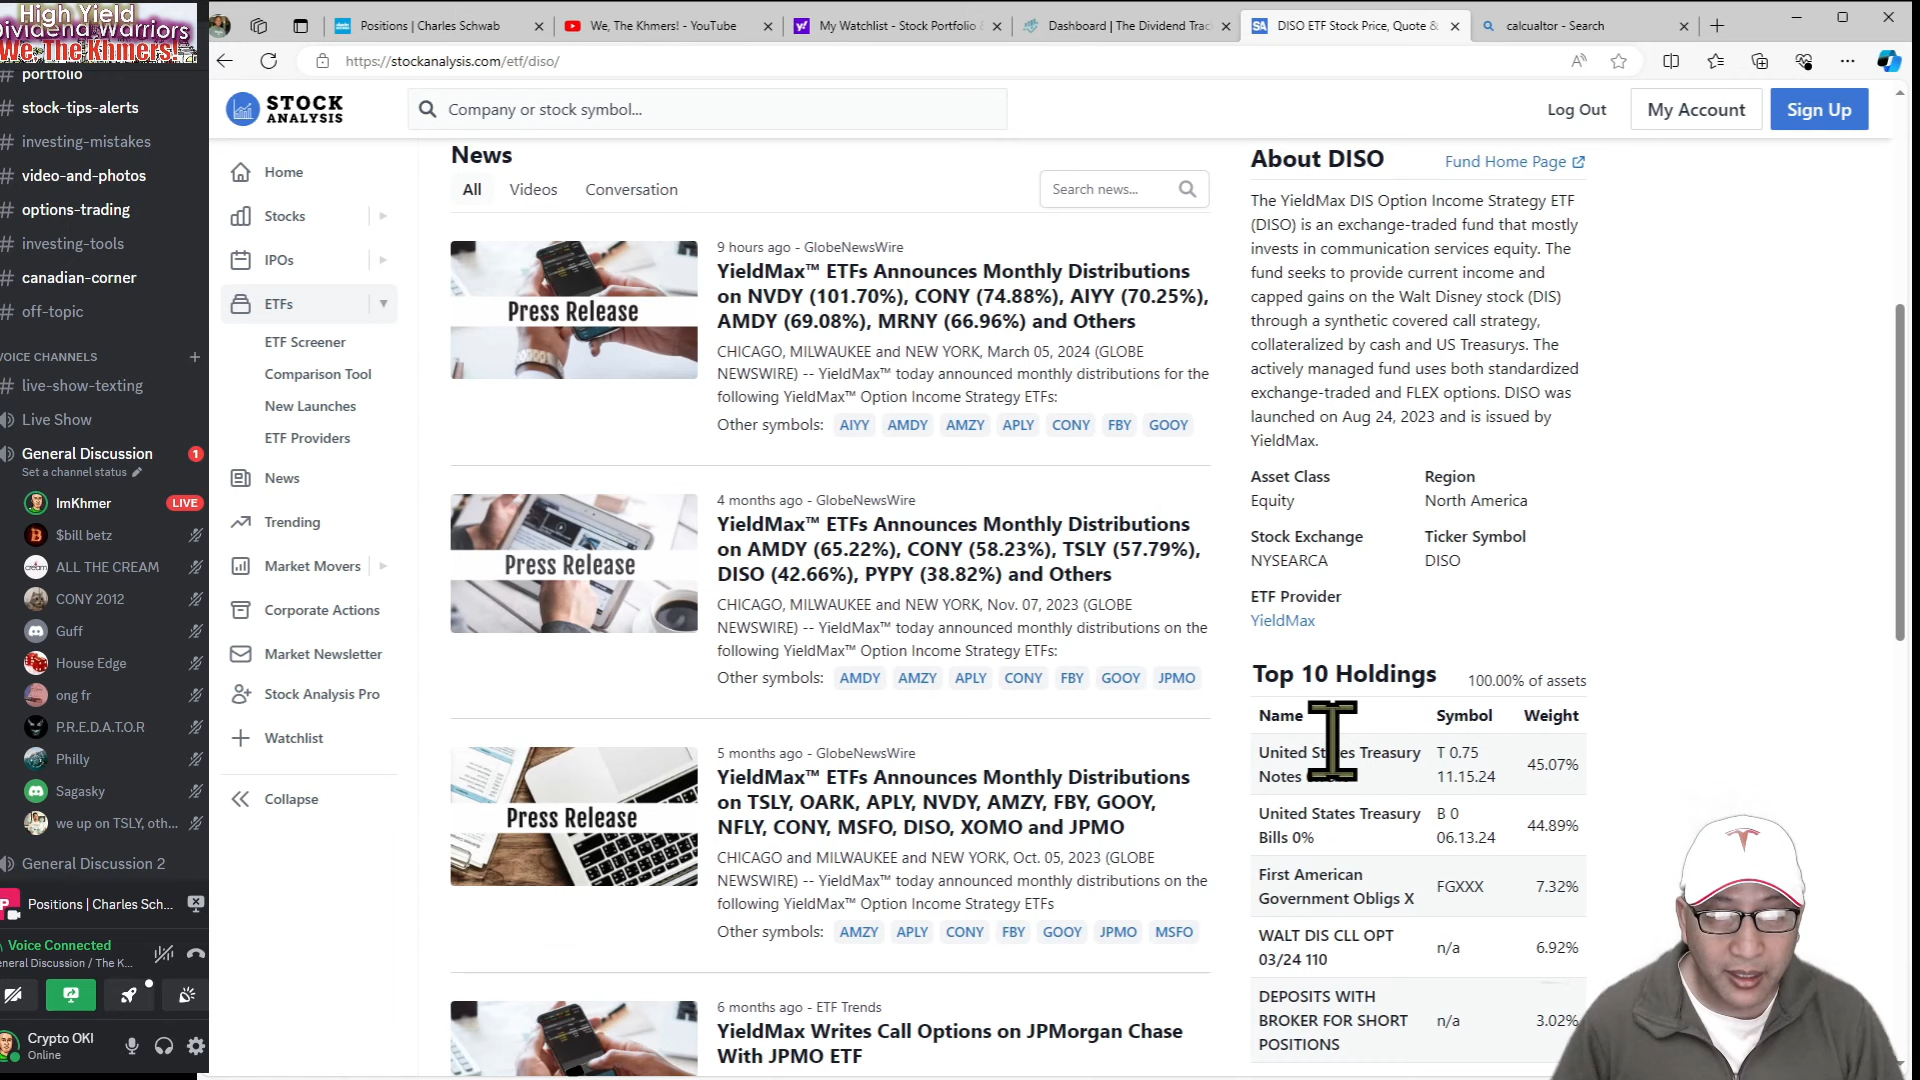 High Yield
Dividend Warriors
We, The Khmers!
# portfolio
# stock-tips-alerts
# investing-mistakes
# video-and-photos
# options-trading
# investing-tools
# canadian-corner
# off-topic
VOICE CHANNELS +
# live-show-texting
Live Show
General Discussion 1
Set a channel status
ImKhmer LIVE
$bill betz
ALL THE CREAM
CONY 2012
Guff
House Edge
ong fr
P.R.E.D.A.T.O.R
Philly
Sagasky
we up on TSLY, oth...
General Discussion 2
Positions | Charles Sch...
Voice Connected
eneral Discussion / The K...
Crypto OKI
Online
Positions | Charles Schwab
We, The Khmers! - YouTube
My Watchlist - Stock Portfolio &
Dashboard | The Dividend Trac
DISO ETF Stock Price, Quote &
calcualtor - Search
https://stockanalysis.com/etf/diso/
STOCK
ANALYSIS
Company or stock symbol...
Log Out
My Account
Sign Up
Home
Stocks
IPOs
ETFs
ETF Screener
Comparison Tool
New Launches
ETF Providers
News
Trending
Market Movers
Corporate Actions
Market Newsletter
Stock Analysis Pro
Watchlist
Collapse
News
All Videos Conversation
Search news...
Press Release
9 hours ago - GlobeNewsWire
YieldMax™ ETFs Announces Monthly Distributions
on NVDY (101.70%), CONY (74.88%), AIYY (70.25%),
AMDY (69.08%), MRNY (66.96%) and Others
CHICAGO, MILWAUKEE and NEW YORK, March 05, 2024 (GLOBE
NEWSWIRE) -- YieldMax™ today announced monthly distributions for the
following YieldMax™ Option Income Strategy ETFs:
Other symbols: AIYY AMDY AMZY APLY CONY FBY GOOY
Press Release
4 months ago - GlobeNewsWire
YieldMax™ ETFs Announces Monthly Distributions
on AMDY (65.22%), CONY (58.23%), TSLY (57.79%),
DISO (42.66%), PYPY (38.82%) and Others
CHICAGO, MILWAUKEE and NEW YORK, Nov. 07, 2023 (GLOBE
NEWSWIRE) -- YieldMax™ today announced monthly distributions on the
following YieldMax™ Option Income Strategy ETFs:
Other symbols: AMDY AMZY APLY CONY FBY GOOY JPMO
Press Release
5 months ago - GlobeNewsWire
YieldMax™ ETFs Announces Monthly Distributions
on TSLY, OARK, APLY, NVDY, AMZY, FBY, GOOY,
NFLY, CONY, MSFO, DISO, XOMO and JPMO
CHICAGO and MILWAUKEE and NEW YORK, Oct. 05, 2023 (GLOBE
NEWSWIRE) -- YieldMax™ today announced monthly distributions on the
following YieldMax™ Option Income Strategy ETFs
Other symbols: AMZY APLY CONY FBY GOOY JPMO MSFO
6 months ago - ETF Trends
YieldMax Writes Call Options on JPMorgan Chase
With JPMO ETF
About DISO
Fund Home Page
The YieldMax DIS Option Income Strategy ETF
(DISO) is an exchange-traded fund that mostly
invests in communication services equity. The
fund seeks to provide current income and
capped gains on the Walt Disney stock (DIS)
through a synthetic covered call strategy,
collateralized by cash and US Treasurys. The
actively managed fund uses both standardized
exchange-traded and FLEX options. DISO was
launched on Aug 24, 2023 and is issued by
YieldMax.
Asset Class Region
Equity North America
Stock Exchange Ticker Symbol
NYSEARCA DISO
ETF Provider
YieldMax
Top 10 Holdings 100.00% of assets
Name Symbol Weight
United States Treasury
Notes
T 0.75
11.15.24
45.07%
United States Treasury
Bills 0%
B 0
06.13.24
44.89%
First American
Government Obligs X
FGXXX
7.32%
WALT DIS CLL OPT
03/24 110
n/a
6.92%
DEPOSITS WITH
BROKER FOR SHORT
POSITIONS
n/a
3.02%